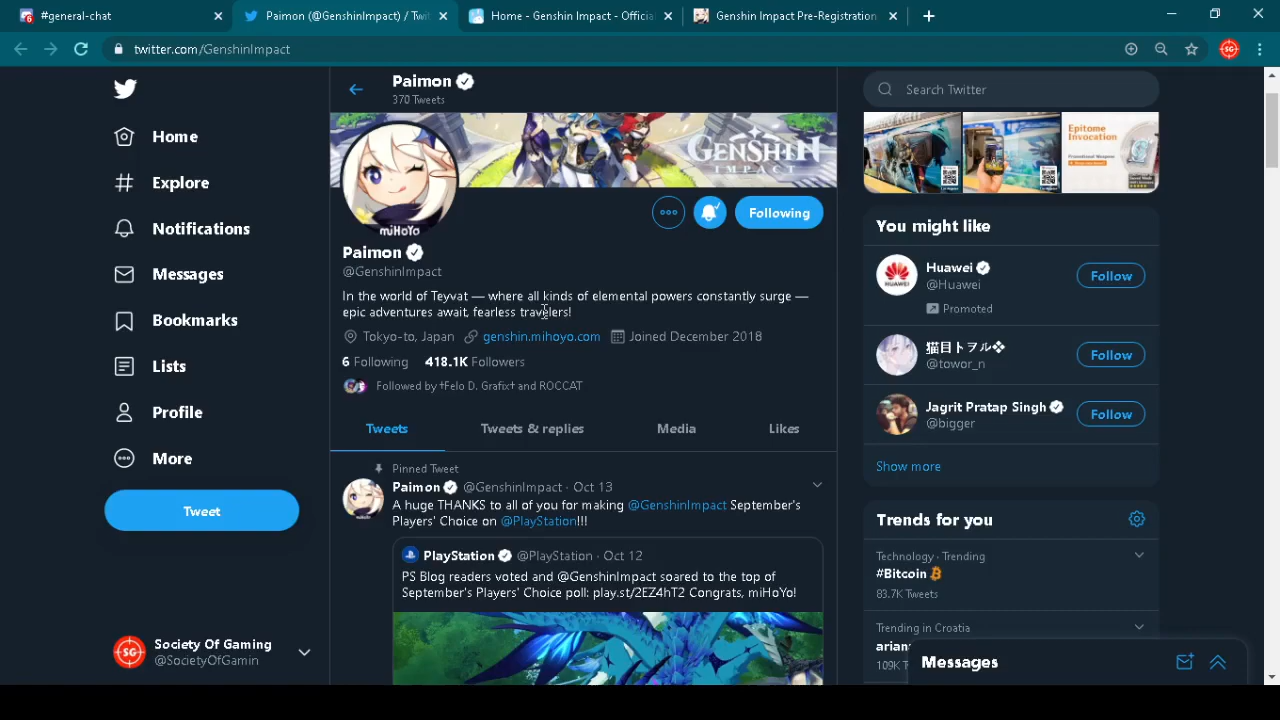 #general-chat
Paimon (@GenshinImpact) / Twit
Home - Genshin Impact - Officia
Genshin Impact Pre-Registration
twitter.com/GenshinImpact
Paimon
370 Tweets
GENSHIN
IMPACT
miHoYo
Following
Paimon
@GenshinImpact
In the world of Teyvat — where all kinds of elemental powers constantly surge —
epic adventures await, fearless travelers!
Tokyo-to, Japan genshin.mihoyo.com Joined December 2018
6 Following 418.1K Followers
Followed by †Felo D. Grafix† and ROCCAT
Tweets Tweets & replies Media Likes
Pinned Tweet
Paimon @GenshinImpact · Oct 13
A huge THANKS to all of you for making @GenshinImpact September's
Players' Choice on @PlayStation!!!
PlayStation @PlayStation · Oct 12
PS Blog readers voted and @GenshinImpact soared to the top of
September's Players' Choice poll: play.st/2EZ4hT2 Congrats, miHoYo!
Home
Explore
Notifications
Messages
Bookmarks
Lists
Profile
More
Tweet
Society Of Gaming
@SocietyOfGamin
Search Twitter
Epitome
Invocation
You might like
Huawei
@Huawei
Promoted
Follow
猫目トヲル❖
@towor_n
Follow
Jagrit Pratap Singh
@bigger
Follow
Show more
Trends for you
Technology · Trending
#Bitcoin
83.7K Tweets
Trending in Croatia
arian
109K T
Messages